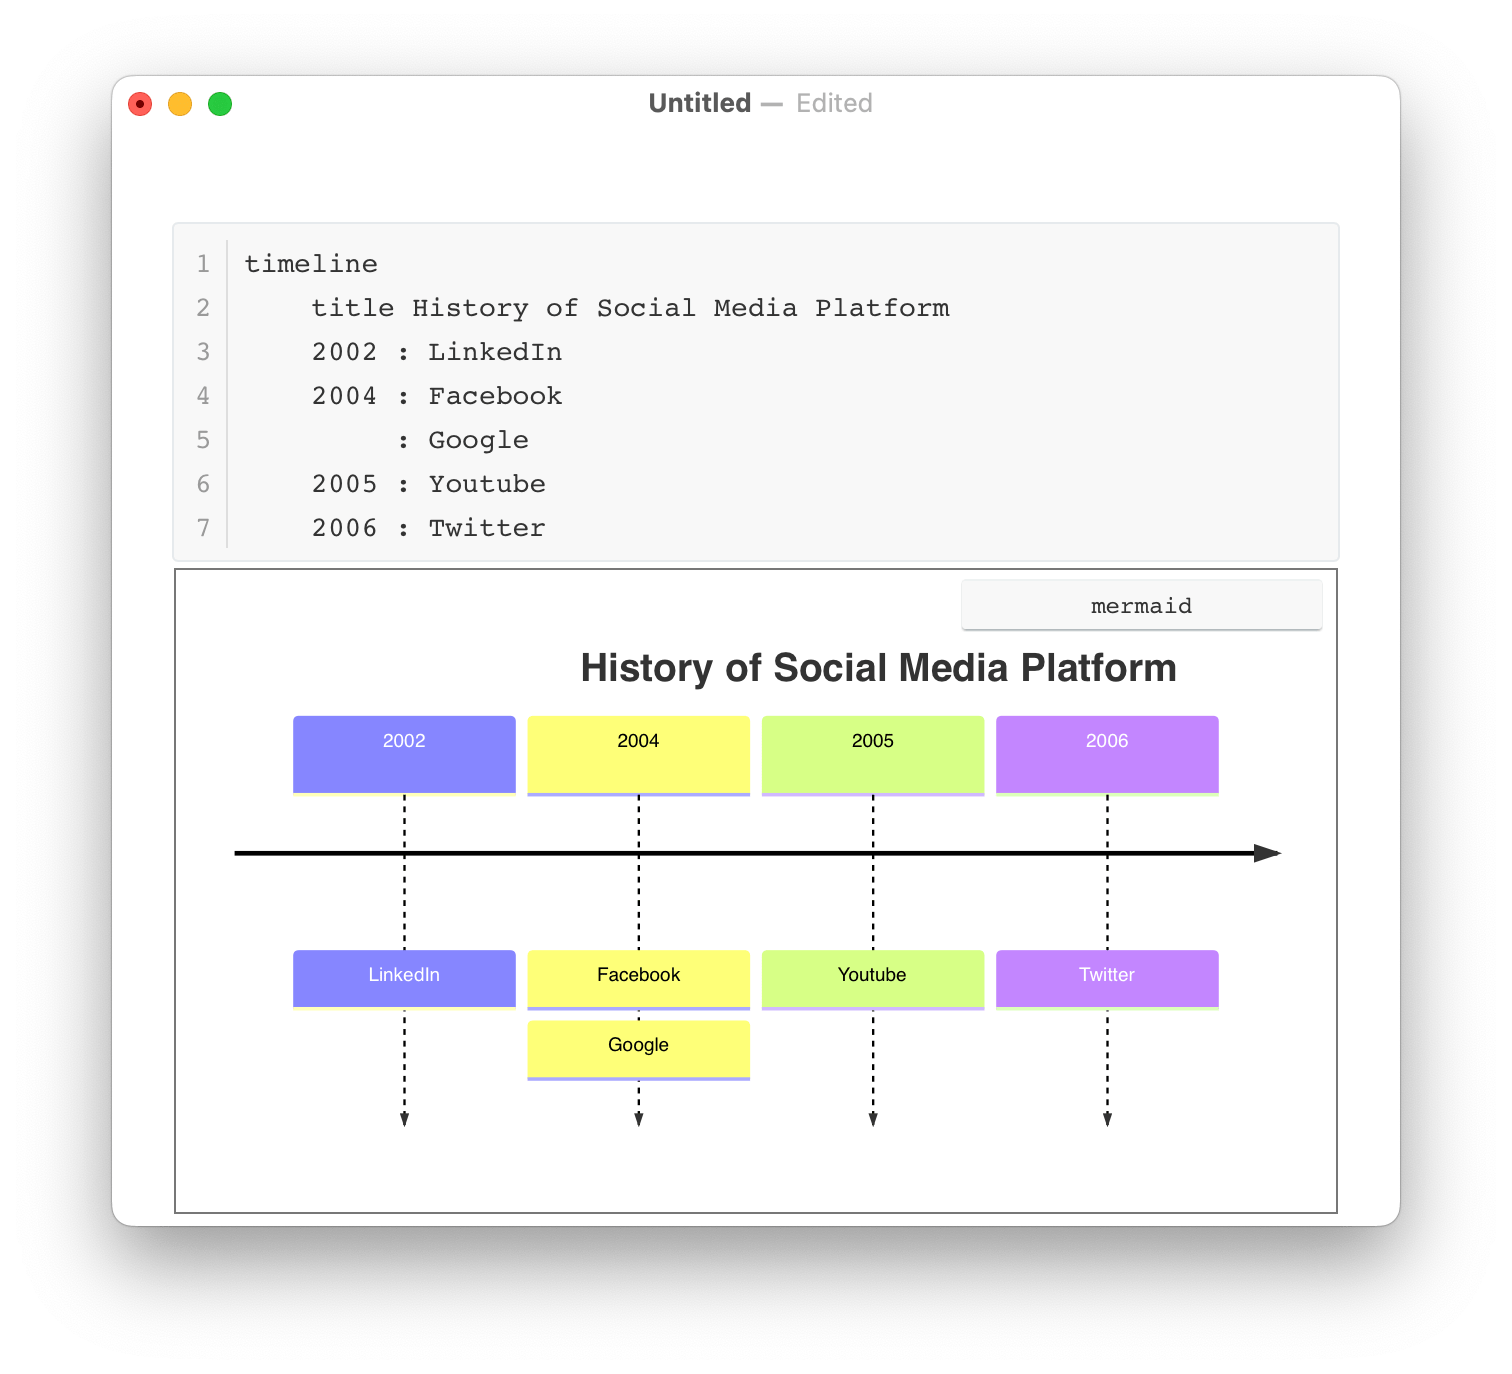 Untitled — Edited
1 timeline
2     title History of Social Media Platform
3     2002 : LinkedIn
4     2004 : Facebook
5          : Google
6     2005 : Youtube
7     2006 : Twitter
mermaid
History of Social Media Platform
2002 2004 2005 2006
LinkedIn Facebook Youtube Twitter
Google